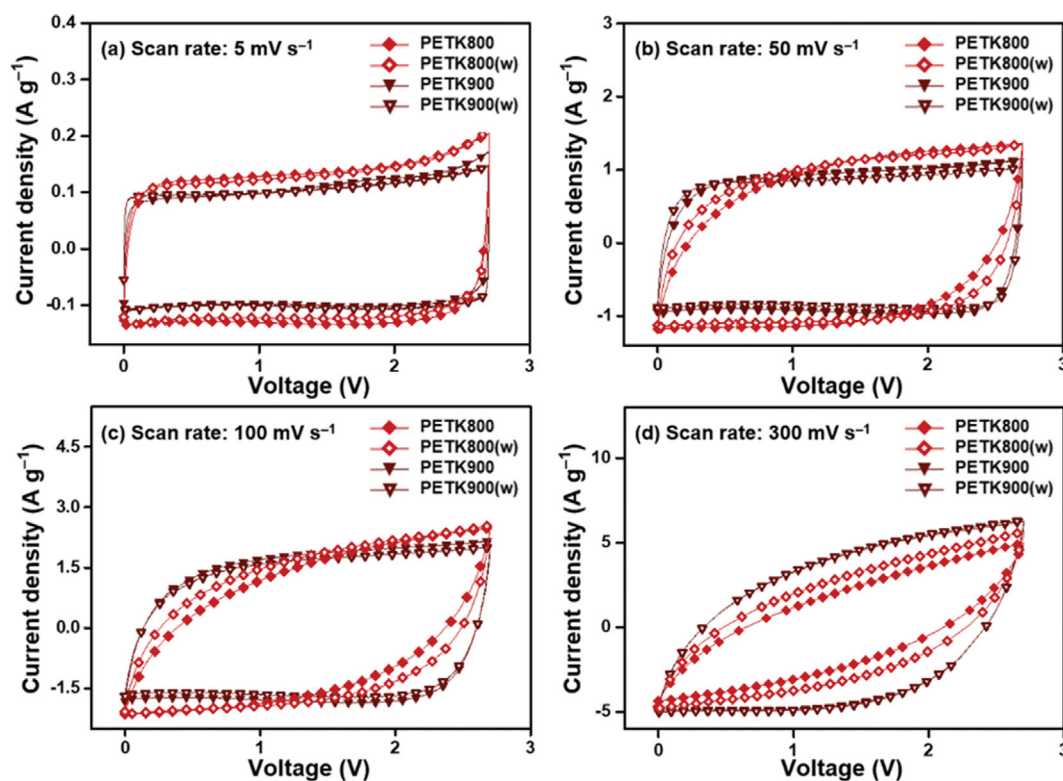 (a) Scan rate: 5 mV s⁻¹
PETK800
PETK800(w)
PETK900
PETK900(w)
0.4
0.3
0.2
0.1
0.0
-0.1
Current density (A g⁻¹)
0 1 2 3
Voltage (V)
(b) Scan rate: 50 mV s⁻¹
PETK800
PETK800(w)
PETK900
PETK900(w)
3
2
1
0
-1
Current density (A g⁻¹)
0 1 2 3
Voltage (V)
(c) Scan rate: 100 mV s⁻¹
PETK800
PETK800(w)
PETK900
PETK900(w)
4.5
3.0
1.5
0.0
-1.5
Current density (A g⁻¹)
0 1 2 3
Voltage (V)
(d) Scan rate: 300 mV s⁻¹
PETK800
PETK800(w)
PETK900
PETK900(w)
10
5
0
-5
Current density (A g⁻¹)
0 1 2 3
Voltage (V)